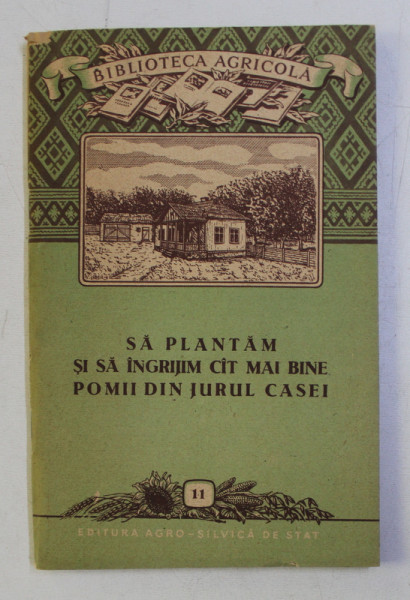 BIBLIOTECA AGRICOLA
SĂ PLANTĂM
ȘI SĂ ÎNGRIJIM CÎT MAI BINE
POMII DIN JURUL CASEI
11
EDITURA AGRO-SILVICĂ DE STAT